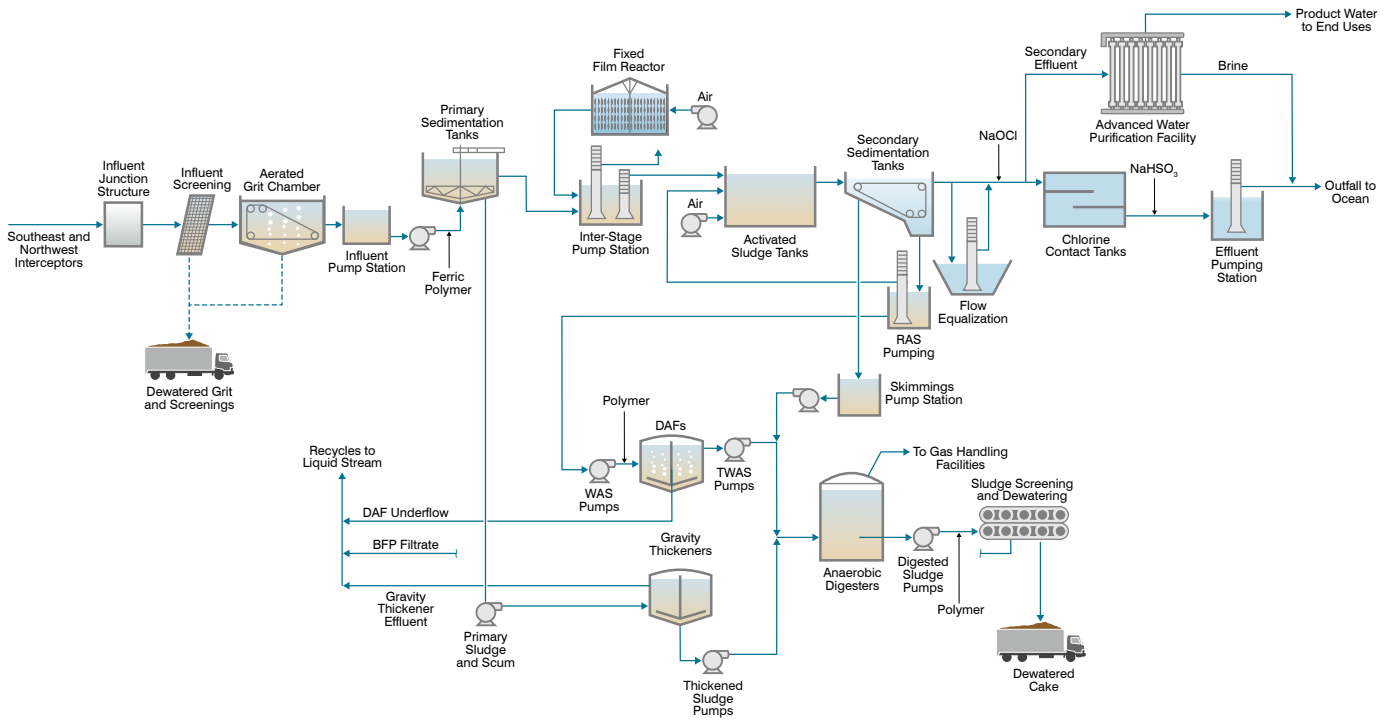 Product Water
to End Uses
Secondary
Effluent
Brine
Advanced Water
Purification Facility
Fixed
Film Reactor
Air
Primary
Sedimentation
Tanks
Secondary
Sedimentation
Tanks
NaOCl
NaHSO₃
Outfall to
Ocean
Influent
Junction
Structure
Influent
Screening
Aerated
Grit Chamber
Southeast and
Northwest
Interceptors
Influent
Pump Station
Ferric
Polymer
Inter-Stage
Pump Station
Air
Activated
Sludge Tanks
Chlorine
Contact Tanks
Effluent
Pumping
Station
Flow
Equalization
RAS
Pumping
Dewatered Grit
and Screenings
Skimmings
Pump Station
Polymer
DAFs
WAS
Pumps
TWAS
Pumps
Recycles to
Liquid Stream
To Gas Handling
Facilities
Sludge Screening
and Dewatering
DAF Underflow
BFP Filtrate
Gravity
Thickeners
Anaerobic
Digesters
Digested
Sludge
Pumps
Polymer
Gravity
Thickener
Effluent
Primary
Sludge
and Scum
Thickened
Sludge
Pumps
Dewatered
Cake